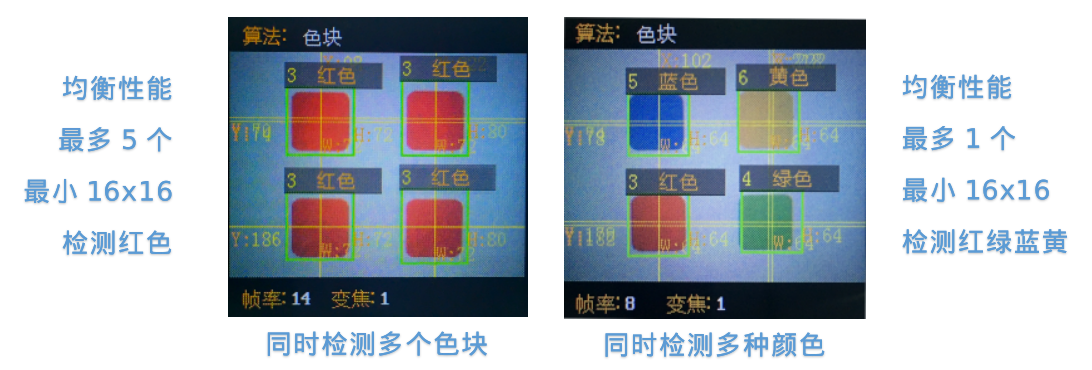 均衡性能
最多 5 个
最小 16x16
检测红色
算法: 色块
3 红色
3 红色
Y:79
W:72
H:72
H:80
3 红色
3 红色
Y:186
W:72
H:72
W:72
H:80
帧率:14 变焦:1
同时检测多个色块
算法: 色块
X:102
5 蓝色
6 黄色
H:64
W:64
H:64
3 红色
4 绿色
W:64
H:64
W:64
H:64
帧率:8 变焦:1
同时检测多种颜色
均衡性能
最多 1 个
最小 16x16
检测红绿蓝黄